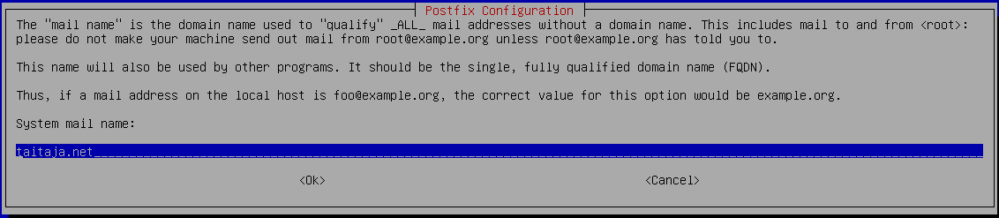 Postfix Configuration
The "mail name" is the domain name used to "qualify" _ALL_ mail addresses without a domain name. This includes mail to and from <root>:
please do not make your machine send out mail from root@example.org unless root@example.org has told you to.
This name will also be used by other programs. It should be the single, fully qualified domain name (FQDN).
Thus, if a mail address on the local host is foo@example.org, the correct value for this option would be example.org.
System mail name:
taitaja.net
<Ok> <Cancel>